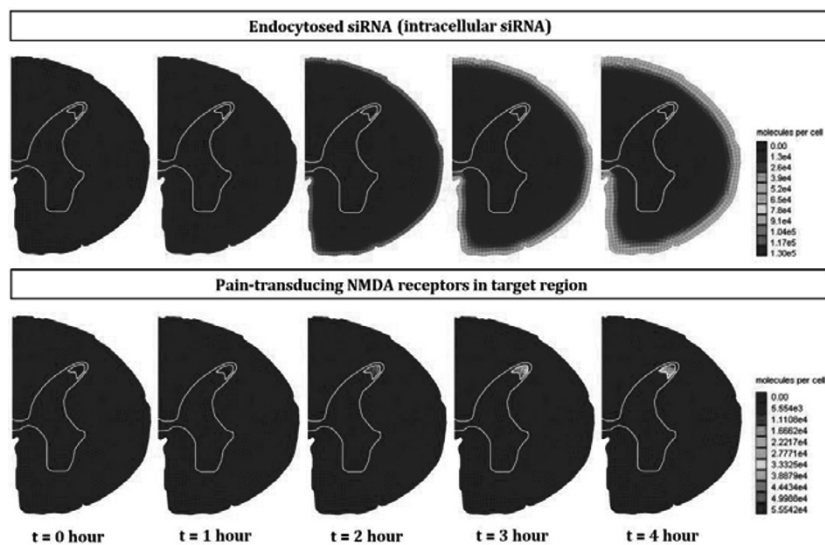 Endocytosed siRNA (intracellular siRNA)
molecules per cell
0.00
1.3e4
2.6e4
3.9e4
5.2e4
6.5e4
7.8e4
9.1e4
1.04e5
1.17e5
1.30e5
Pain-transducing NMDA receptors in target region
molecules per cell
0.00
5.554e3
1.1108e4
1.6662e4
2.2217e4
2.7771e4
3.3325e4
3.8879e4
4.4434e4
4.9988e4
5.5542e4
t = 0 hour
t = 1 hour
t = 2 hour
t = 3 hour
t = 4 hour